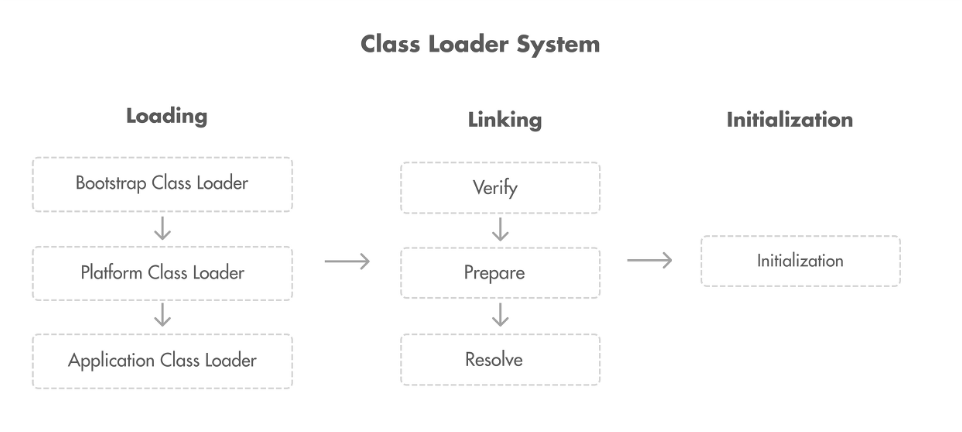 Class Loader System
Loading
Bootstrap Class Loader
Platform Class Loader
Application Class Loader
Linking
Verify
Prepare
Resolve
Initialization
Initialization